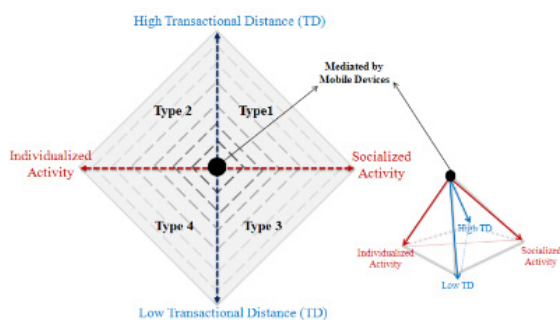 High Transactional Distance (TD)
Mediated by
Mobile Devices
Type 2
Type1
Individualized
Activity
Socialized
Activity
Type 4
Type 3
High TD
Individualized
Activity
Socialized
Activity
Low TD
Low Transactional Distance (TD)